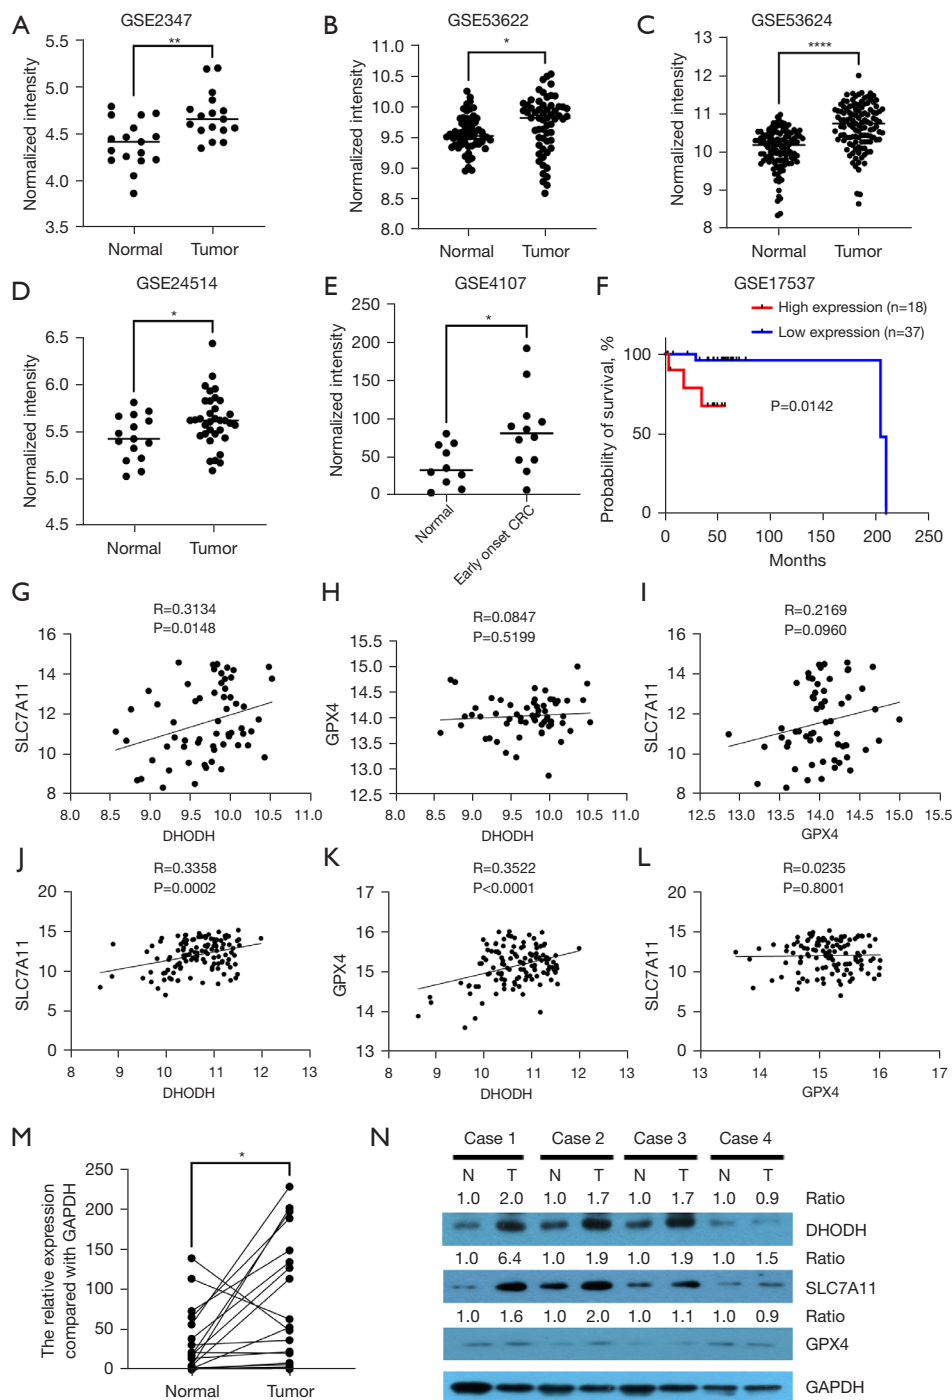 A
GSE2347
**
Normalized intensity
5.5
5.0
4.5
4.0
3.5
Normal
Tumor
B
GSE53622
*
Normalized intensity
11.0
10.5
10.0
9.5
9.0
8.5
8.0
Normal
Tumor
C
GSE53624
****
Normalized intensity
13
12
11
10
9
8
Normal
Tumor
D
GSE24514
*
Normalized intensity
6.5
6.0
5.5
5.0
4.5
Normal
Tumor
E
GSE4107
*
Normalized intensity
250
200
150
100
50
0
Normal
Early onset CRC
F
GSE17537
High expression (n=18)
Low expression (n=37)
Probability of survival, %
100
50
0
P=0.0142
0 50 100 150 200 250
Months
G
R=0.3134
P=0.0148
SLC7A11
16
14
12
10
8
8.0 8.5 9.0 9.5 10.0 10.5 11.0
DHODH
H
R=0.0847
P=0.5199
GPX4
15.5
15.0
14.5
14.0
13.5
13.0
12.5
8.0 8.5 9.0 9.5 10.0 10.5 11.0
DHODH
I
R=0.2169
P=0.0960
SLC7A11
16
14
12
10
8
12.5 13.0 13.5 14.0 14.5 15.0 15.5
GPX4
J
R=0.3358
P=0.0002
SLC7A11
20
15
10
5
0
8 9 10 11 12 13
DHODH
K
R=0.3522
P<0.0001
GPX4
17
16
15
14
13
8 9 10 11 12 13
DHODH
L
R=0.0235
P=0.8001
SLC7A11
20
15
10
5
0
13 14 15 16 17
GPX4
M
*
The relative expression
compared with GAPDH
250
200
150
100
50
0
Normal
Tumor
N
Case 1 Case 2 Case 3 Case 4
N T N T N T N T
1.0 2.0 1.0 1.7 1.0 1.7 1.0 0.9 Ratio
DHODH
1.0 6.4 1.0 1.9 1.0 1.9 1.0 1.5 Ratio
SLC7A11
1.0 1.6 1.0 2.0 1.0 1.1 1.0 0.9 Ratio
GPX4
GAPDH